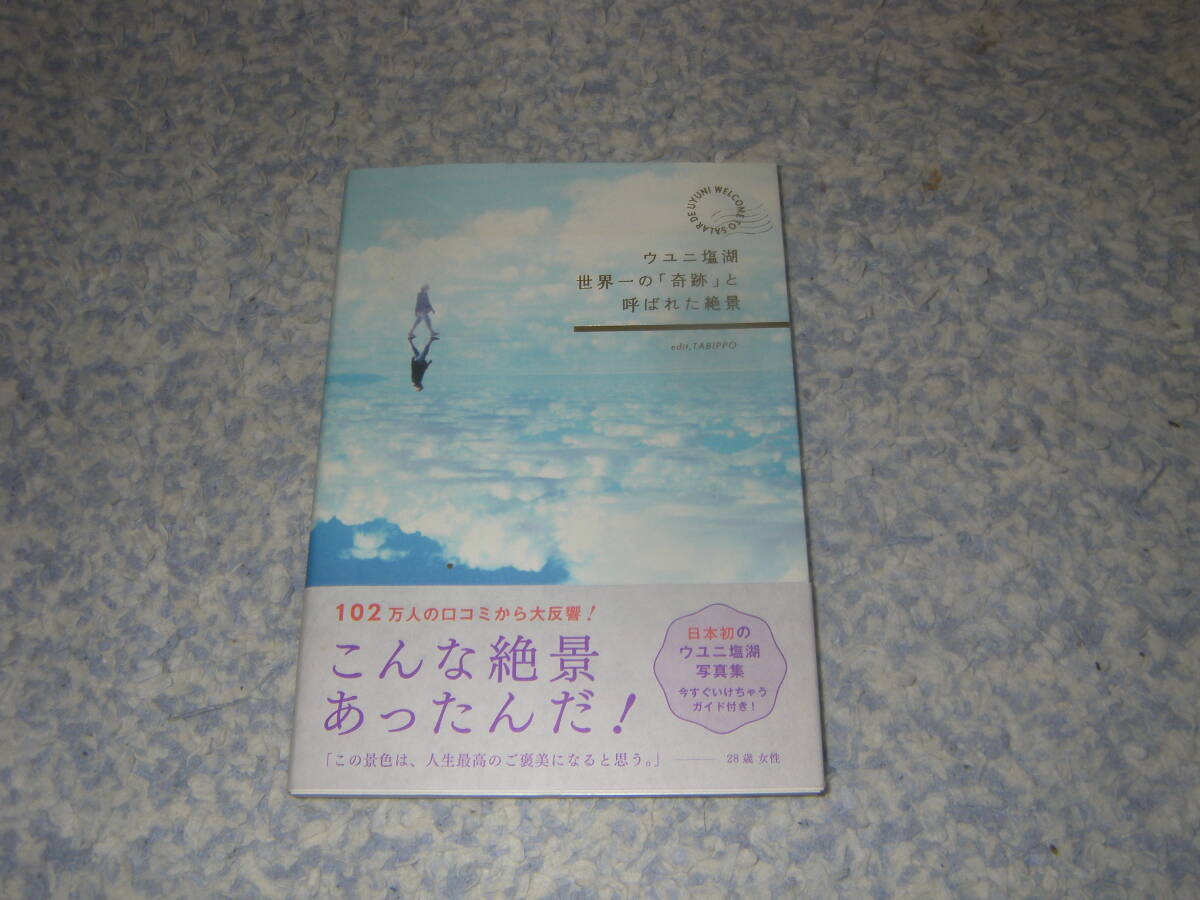 WELCOME TO SALAR DE UYUNI
ウユニ塩湖
世界一の「奇跡」と
呼ばれた絶景
edit,TABIPPO
102万人の口コミから大反響!
こんな絶景
あったんだ!
「この景色は、人生最高のご褒美になると思う。」 28歳 女性
日本初の
ウユニ塩湖
写真集
今すぐいけちゃう
ガイド付き!